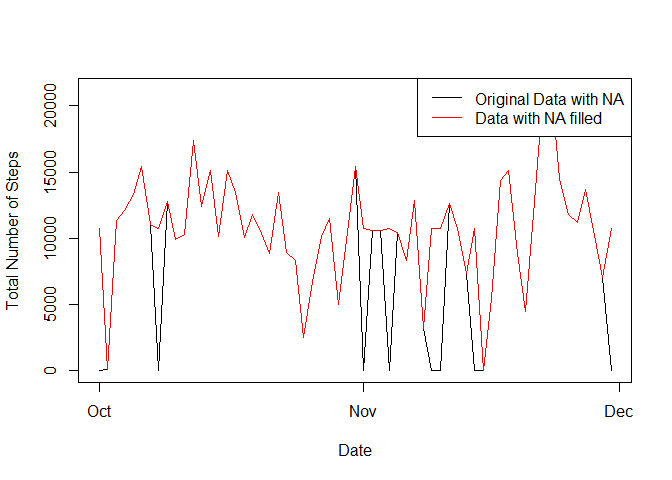 Original Data with NA
Data with NA filled
Total Number of Steps
20000
15000
10000
5000
0
Oct
Nov
Dec
Date